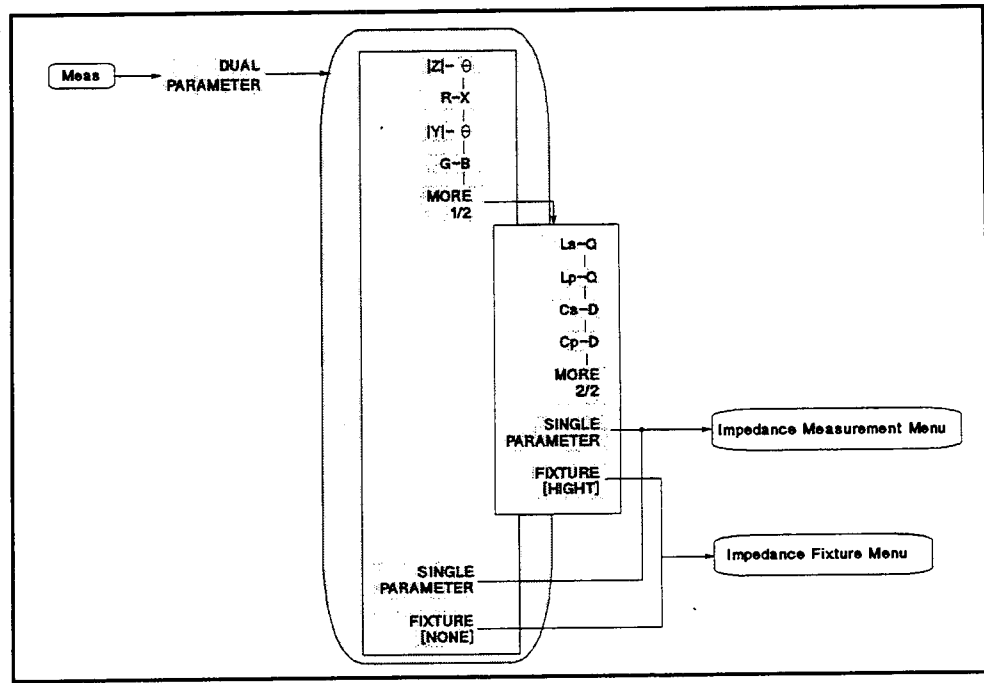 Meas
DUAL
PARAMETER
|Z|- θ
R-X
|Y|- θ
G-B
MORE
1/2
Ls-Q
Lp-Q
Cs-D
Cp-D
MORE
2/2
SINGLE
PARAMETER
Impedance Measurement Menu
FIXTURE
[HIGHT]
Impedance Fixture Menu
SINGLE
PARAMETER
FIXTURE
[NONE]